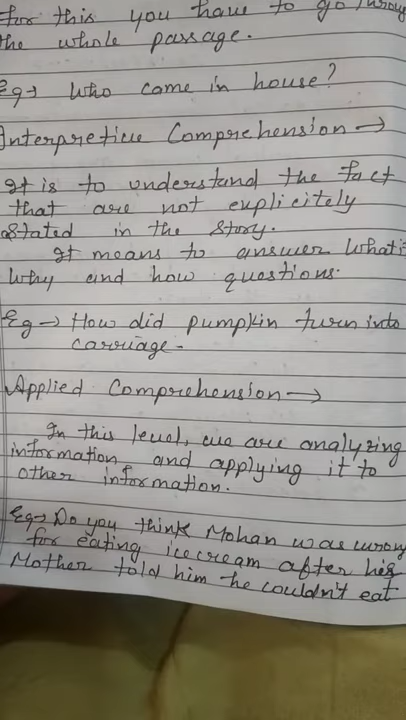 For this you have to go throug
the whole passage.
Eg → Who come in house?
Interpretive Comprehension →
It is to understand the fact
that are not explicitely
stated in the story.
It means to answer what is
Why and how questions.
Eg → How did pumpkin turn into
carriage.
Applied Comprehension →
In this level, we are analyzing
information and applying it to
other information.
Eg → Do you think Mohan was wrong
for eating icecream after his
Mother told him he couldn't eat